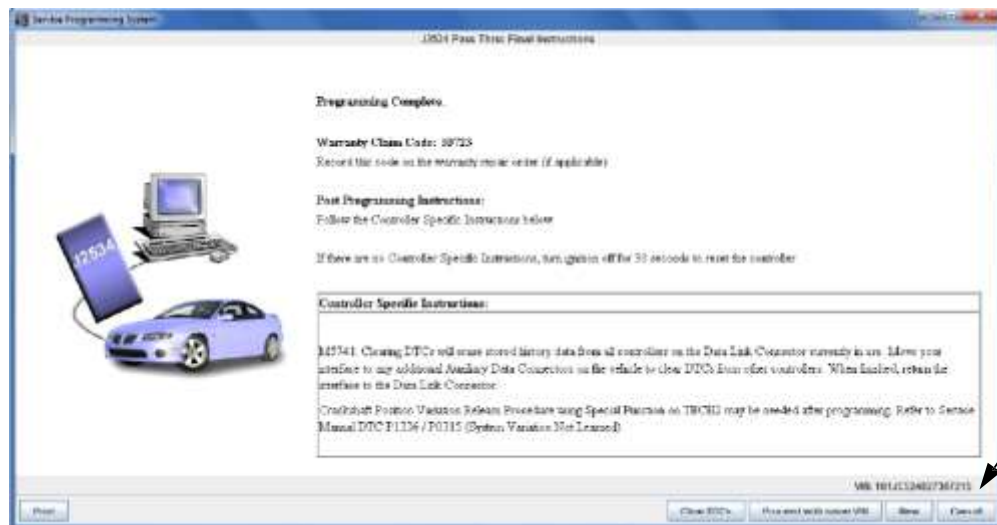 Service Programming System
J2534 Pass Thru: Final Instructions
Programming Complete.
Warranty Claim Code:
Record this code on the warranty repair order (if applicable)
Post Programming Instructions:
Follow the Controller Specific Instructions below
If there are no Controller Specific Instructions, turn ignition off for 30 seconds to reset the controller
J2534
Controller Specific Instructions:
M5741: Clearing DTCs will erase stored history data from all controllers on the Data Link Connector currently in use. Move your
interface to any additional Auxiliary Data Connectors on the vehicle to clear DTCs from other controllers. When finished, return the
interface to the Data Link Connector.
Crankshaft Position Variation Relearn Procedure using Special Function on TECH2 may be needed after programming. Refer to Service
Manual DTC P1336 / P0315 (System Variation Not Learned)
VIN:
Print
Clear DTCs
Proceed with same VIN
New
Cancel